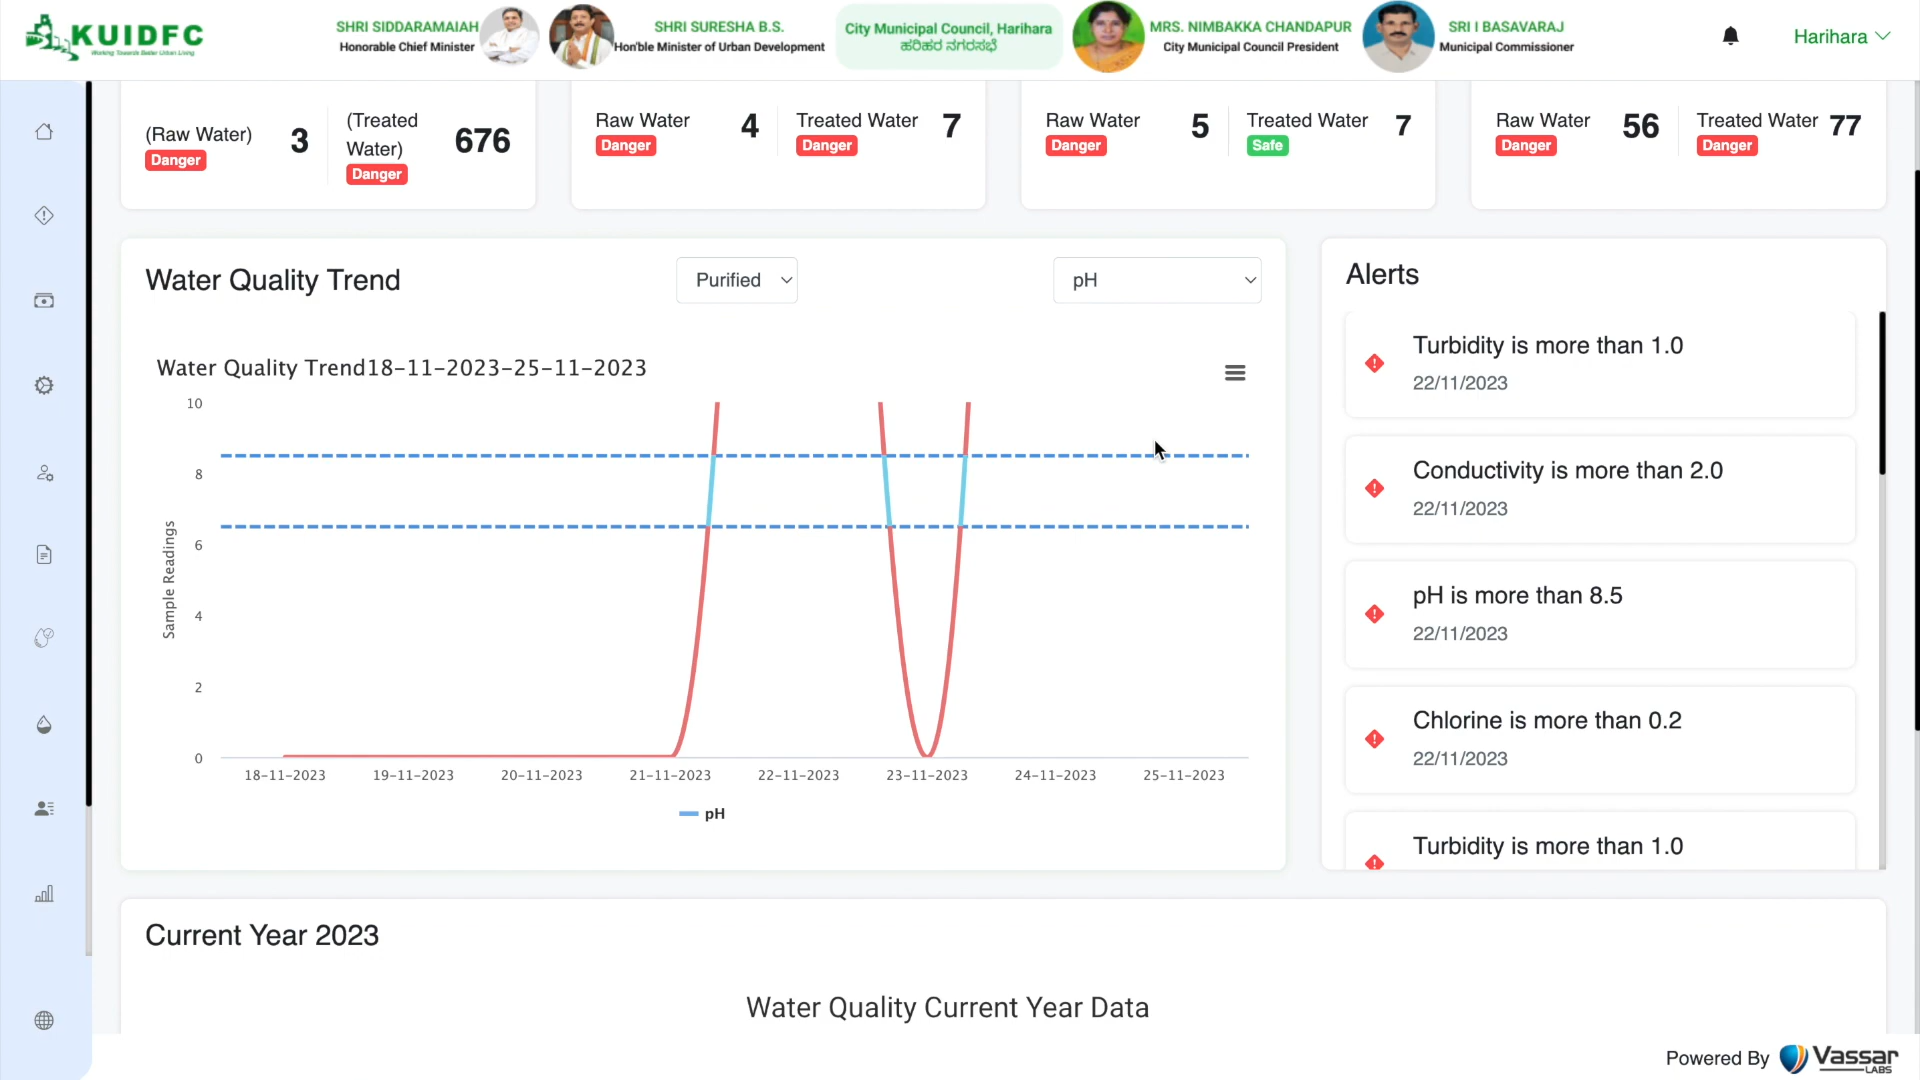 KUIDFC
Working Towards Better Urban Living
SHRI SIDDARAMAIAH
Honorable Chief Minister
SHRI SURESHA B.S.
Hon'ble Minister of Urban Development
City Municipal Council, Harihara
ಹರಿಹರ ನಗರಸಭೆ
MRS. NIMBAKKA CHANDAPUR
City Municipal Council President
SRI I BASAVARAJ
Municipal Commissioner
Harihara
(Raw Water)
Danger
3
(Treated
Water)
Danger
676
Raw Water
Danger
4
Treated Water
Danger
7
Raw Water
Danger
5
Treated Water
Safe
7
Raw Water
Danger
56
Treated Water
Danger
77
Water Quality Trend
Purified
pH
Water Quality Trend18-11-2023-25-11-2023
Sample Readings
10
8
6
4
2
0
18-11-2023 19-11-2023 20-11-2023 21-11-2023 22-11-2023 23-11-2023 24-11-2023 25-11-2023
pH
Alerts
Turbidity is more than 1.0
22/11/2023
Conductivity is more than 2.0
22/11/2023
pH is more than 8.5
22/11/2023
Chlorine is more than 0.2
22/11/2023
Turbidity is more than 1.0
Current Year 2023
Water Quality Current Year Data
Powered By Vassar
LABS